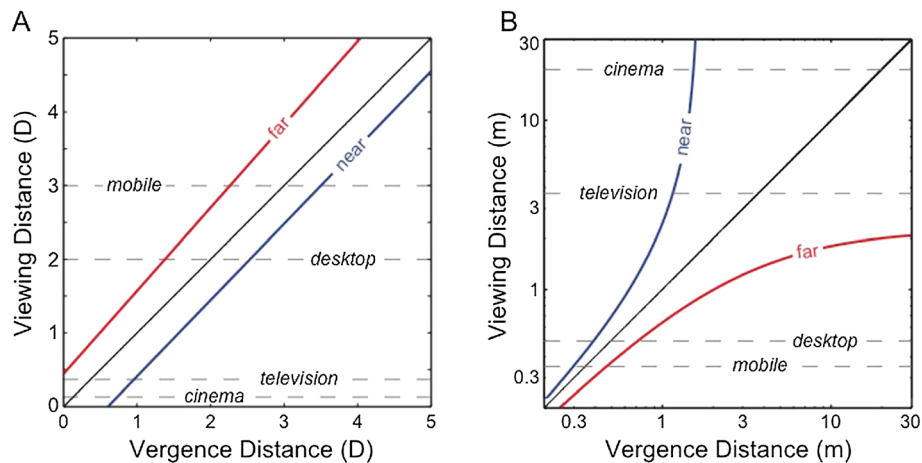 A
5
4
3
2
1
0
0
1
2
3
4
5
Viewing Distance (D)
Vergence Distance (D)
far
near
mobile
desktop
television
cinema
B
30
10
3
1
0.3
0.3
1
3
10
30
Viewing Distance (m)
Vergence Distance (m)
cinema
near
television
far
desktop
mobile